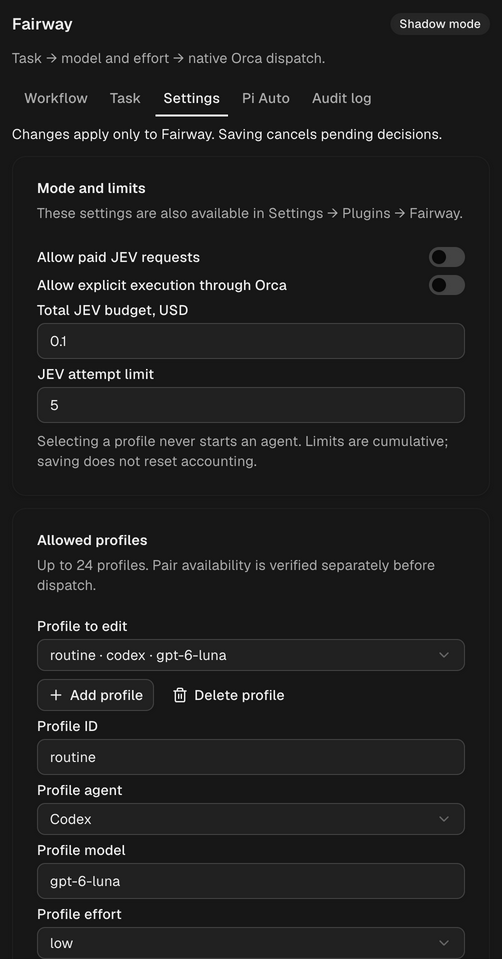 Fairway
Shadow mode
Task → model and effort → native Orca dispatch.
Workflow
Task
Settings
Pi Auto
Audit log
Changes apply only to Fairway. Saving cancels pending decisions.
Mode and limits
These settings are also available in Settings → Plugins → Fairway.
Allow paid JEV requests
Allow explicit execution through Orca
Total JEV budget, USD
0.1
JEV attempt limit
5
Selecting a profile never starts an agent. Limits are cumulative;
saving does not reset accounting.
Allowed profiles
Up to 24 profiles. Pair availability is verified separately before
dispatch.
Profile to edit
routine · codex · gpt-6-luna
Add profile
Delete profile
Profile ID
routine
Profile agent
Codex
Profile model
gpt-6-luna
Profile effort
low